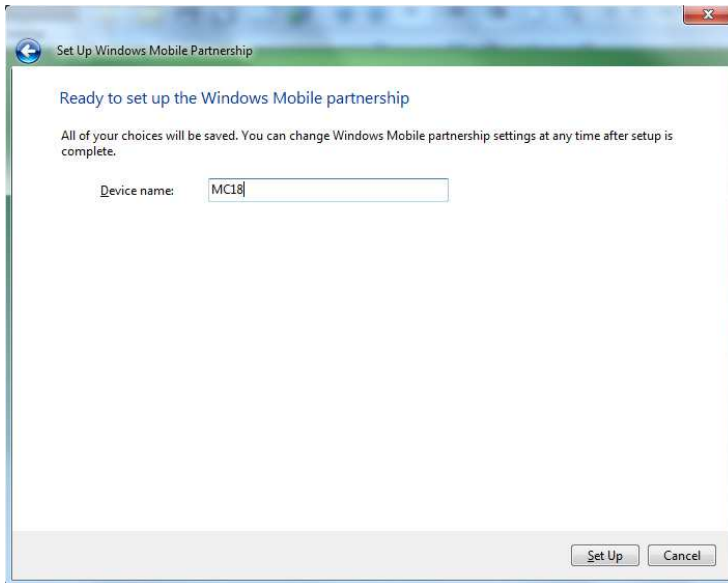 Set Up Windows Mobile Partnership
Ready to set up the Windows Mobile partnership
All of your choices will be saved. You can change Windows Mobile partnership settings at any time after setup is
complete.
Device name: MC18
Set Up Cancel